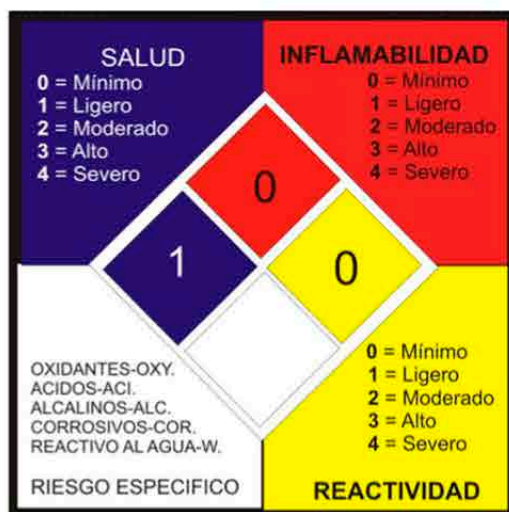 SALUD
0 = Mínimo
1 = Ligero
2 = Moderado
3 = Alto
4 = Severo
INFLAMABILIDAD
0 = Mínimo
1 = Ligero
2 = Moderado
3 = Alto
4 = Severo
0
1
0
OXIDANTES-OXY.
ACIDOS-ACI.
ALCALINOS-ALC.
CORROSIVOS-COR.
REACTIVO AL AGUA-W.
RIESGO ESPECIFICO
0 = Mínimo
1 = Ligero
2 = Moderado
3 = Alto
4 = Severo
REACTIVIDAD